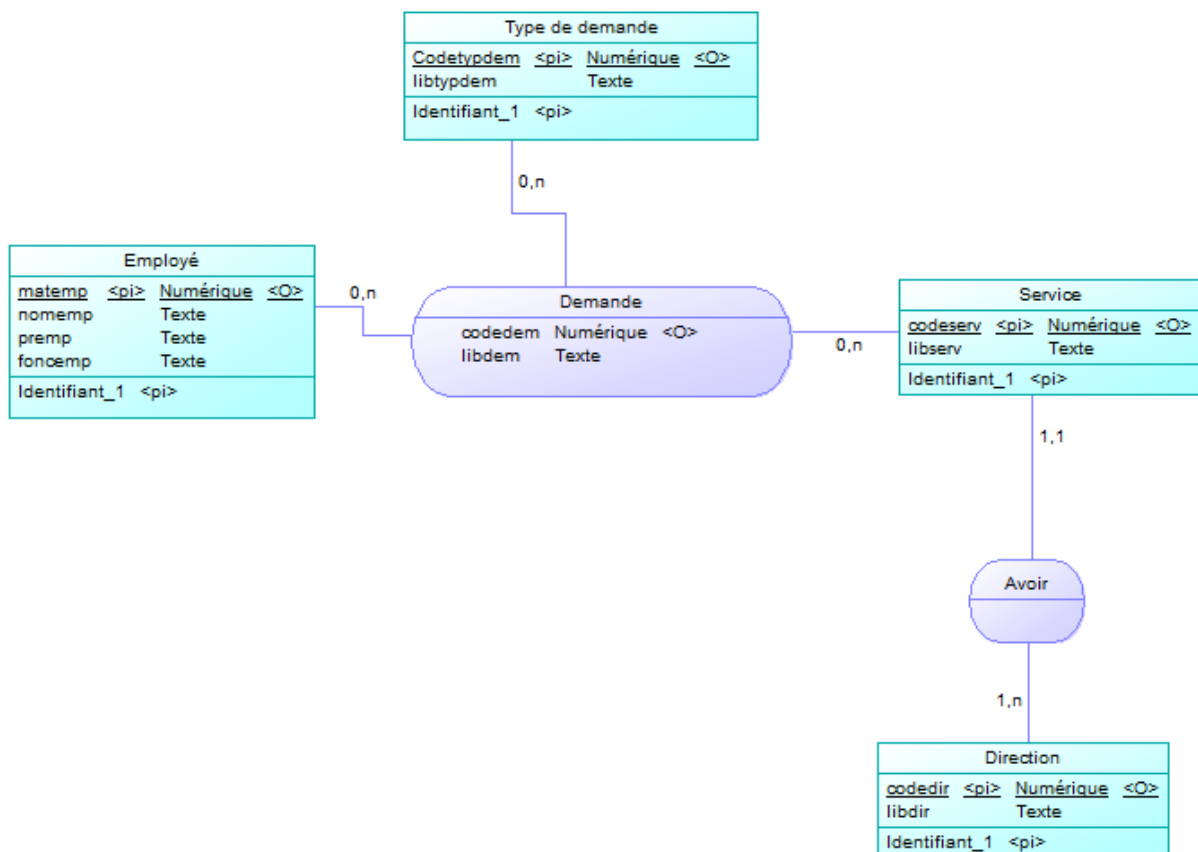 Type de demande
Codetypdem <pi> Numérique <O>
libtypdem Texte
Identifiant_1 <pi>
0,n
Employé
matemp <pi> Numérique <O>
nomemp Texte
premp Texte
foncemp Texte
Identifiant_1 <pi>
0,n
Demande
codedem Numérique <O>
libdem Texte
0,n
Service
codeserv <pi> Numérique <O>
libserv Texte
Identifiant_1 <pi>
1,1
Avoir
1,n
Direction
codedir <pi> Numérique <O>
libdir Texte
Identifiant_1 <pi>